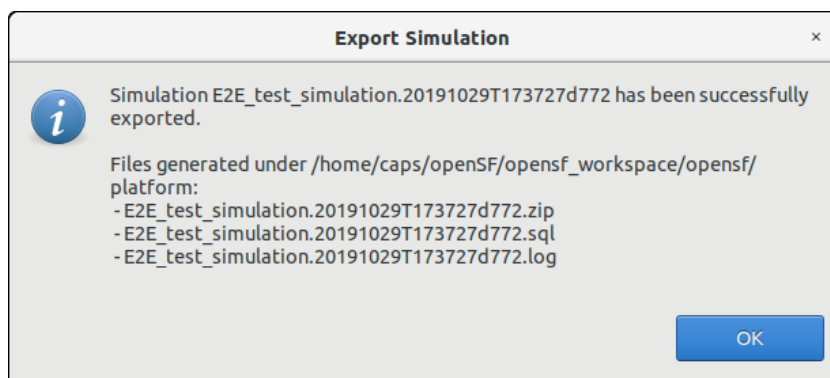 Export Simulation
×
Simulation E2E_test_simulation.20191029T173727d772 has been successfully
exported.
Files generated under /home/caps/openSF/opensf_workspace/opensf/
platform:
- E2E_test_simulation.20191029T173727d772.zip
- E2E_test_simulation.20191029T173727d772.sql
- E2E_test_simulation.20191029T173727d772.log
OK